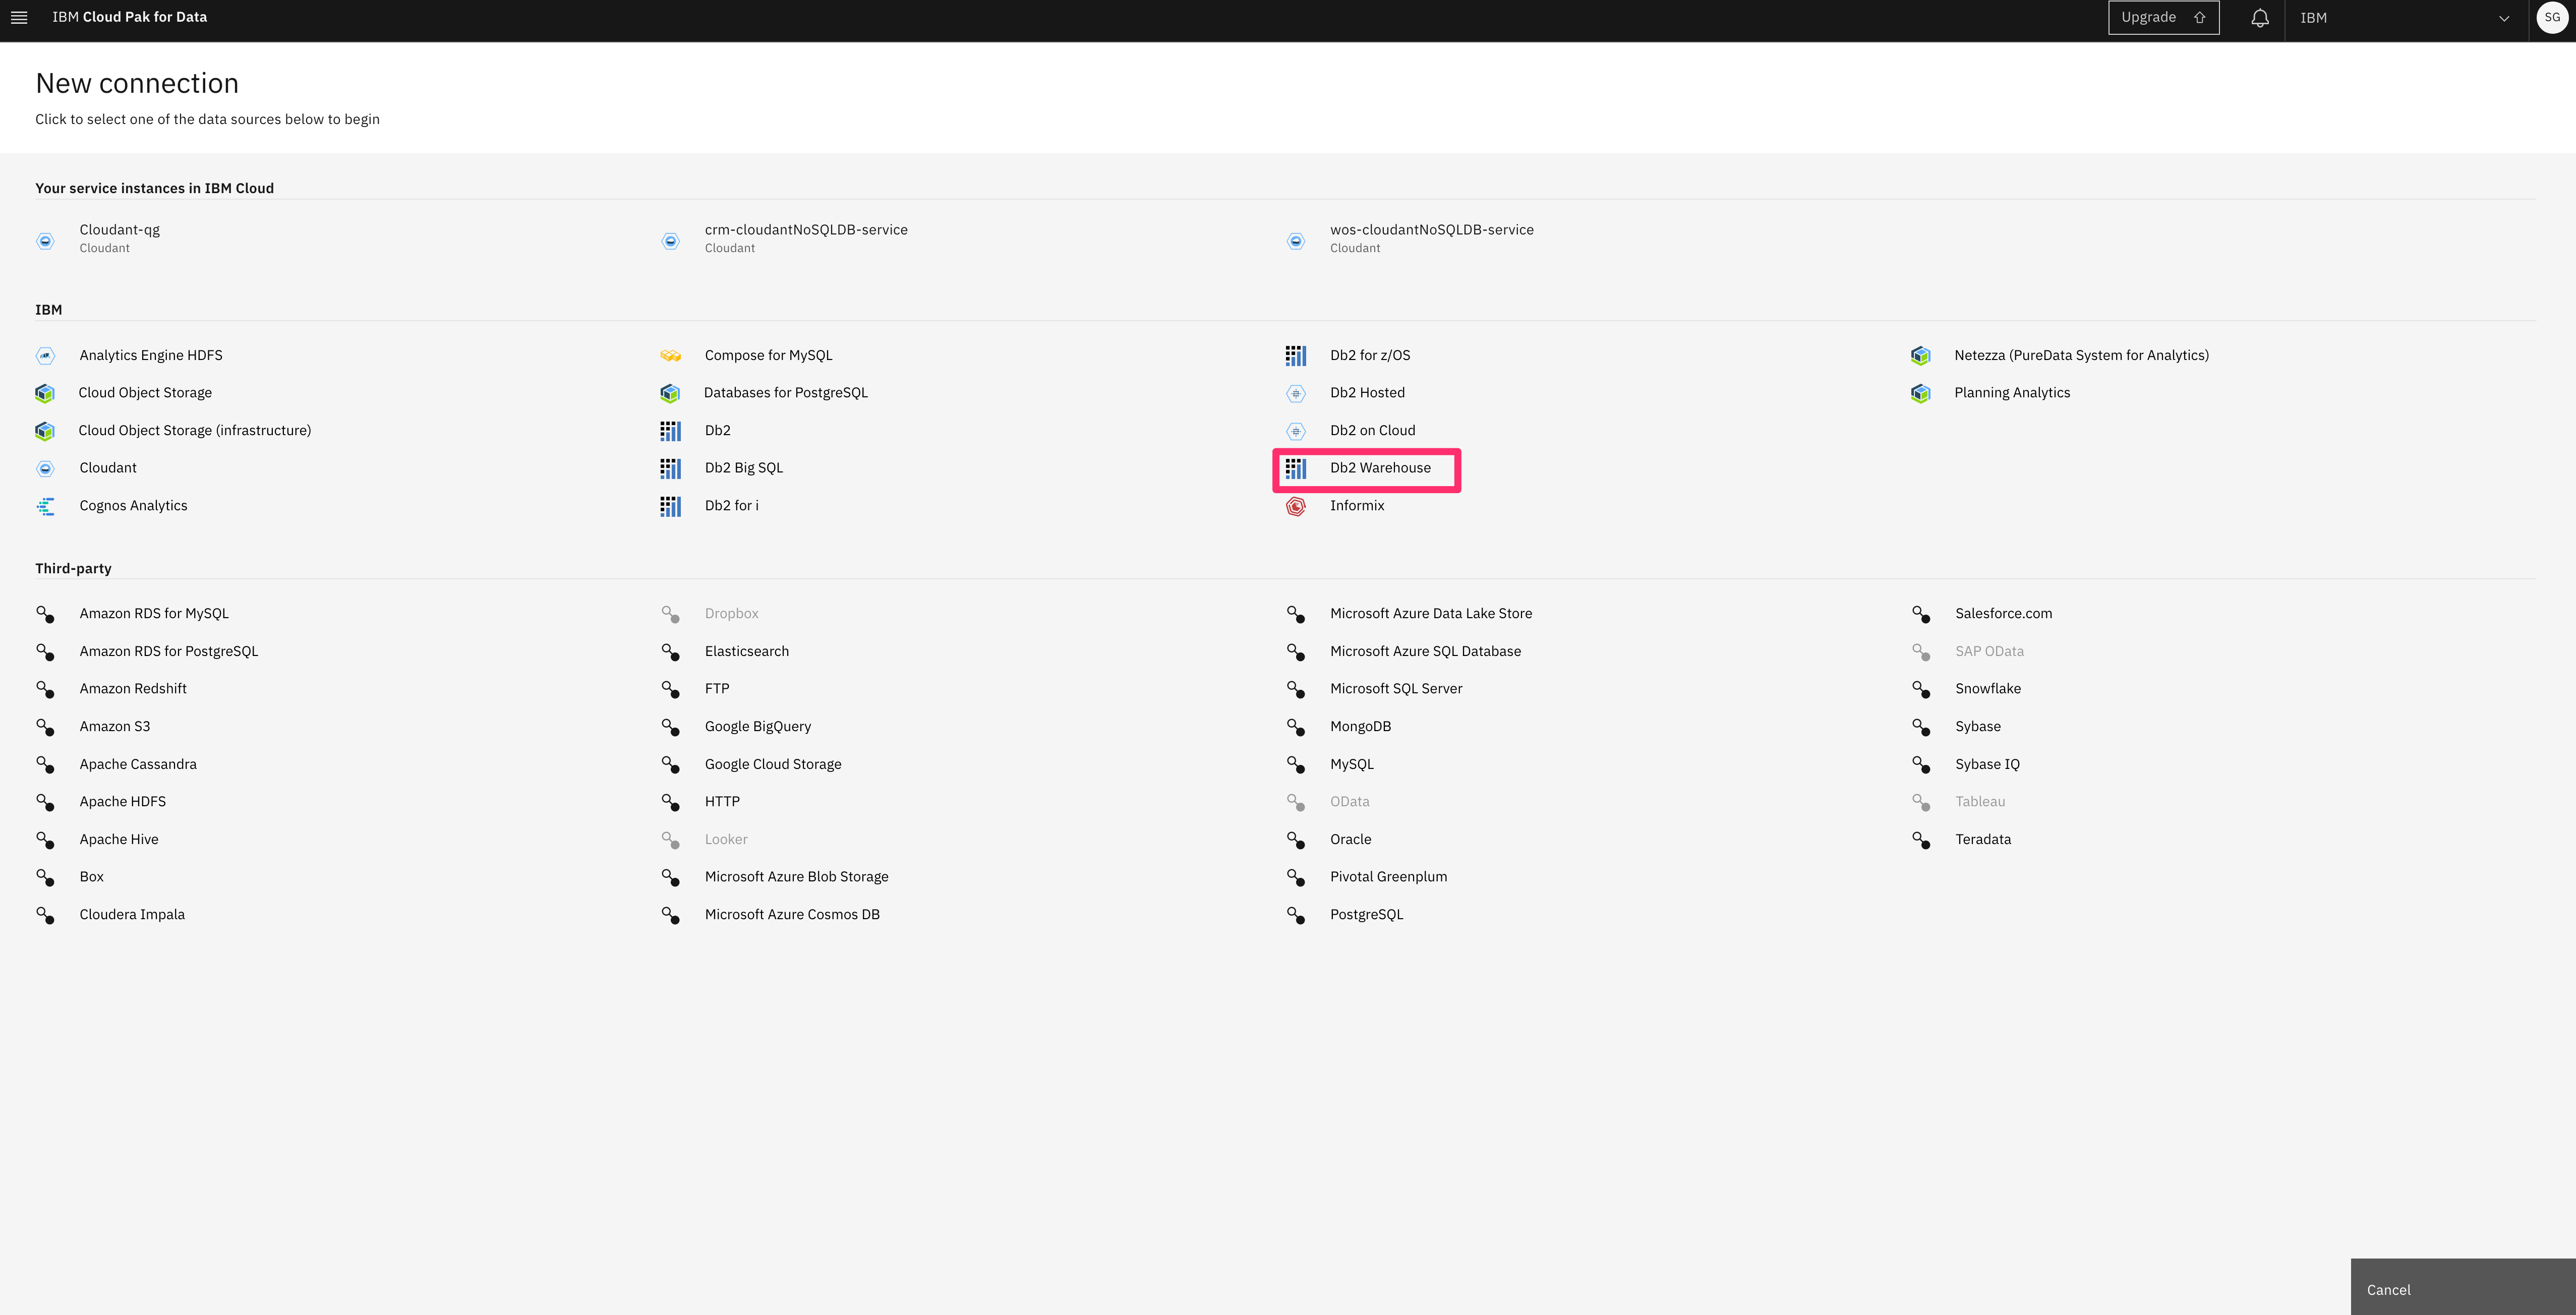 IBM Cloud Pak for Data
Upgrade
IBM
SG
New connection
Click to select one of the data sources below to begin
Your service instances in IBM Cloud
Cloudant-qg
Cloudant
crm-cloudantNoSQLDB-service
Cloudant
wos-cloudantNoSQLDB-service
Cloudant
IBM
Analytics Engine HDFS
Cloud Object Storage
Cloud Object Storage (infrastructure)
Cloudant
Cognos Analytics
Compose for MySQL
Databases for PostgreSQL
Db2
Db2 Big SQL
Db2 for i
Db2 for z/OS
Db2 Hosted
Db2 on Cloud
Db2 Warehouse
Informix
Netezza (PureData System for Analytics)
Planning Analytics
Third-party
Amazon RDS for MySQL
Amazon RDS for PostgreSQL
Amazon Redshift
Amazon S3
Apache Cassandra
Apache HDFS
Apache Hive
Box
Cloudera Impala
Dropbox
Elasticsearch
FTP
Google BigQuery
Google Cloud Storage
HTTP
Looker
Microsoft Azure Blob Storage
Microsoft Azure Cosmos DB
Microsoft Azure Data Lake Store
Microsoft Azure SQL Database
Microsoft SQL Server
MongoDB
MySQL
OData
Oracle
Pivotal Greenplum
PostgreSQL
Salesforce.com
SAP OData
Snowflake
Sybase
Sybase IQ
Tableau
Teradata
Cancel